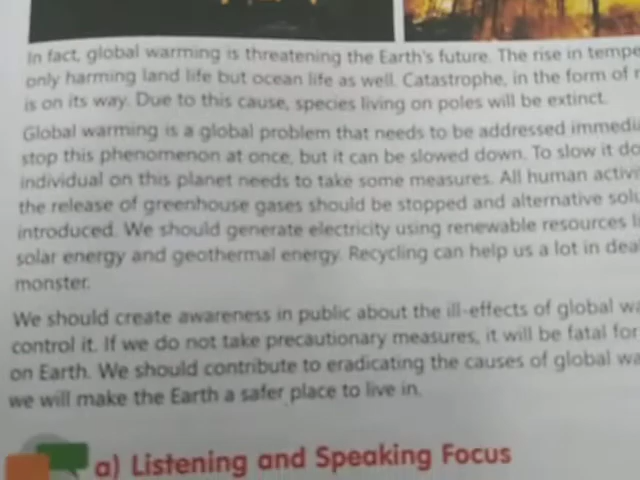 In fact, global warming is threatening the Earth's future. The rise in tempe
only harming land life but ocean life as well. Catastrophe, in the form of
is on its way. Due to this cause, species living on poles will be extinct.
Global warming is a global problem that needs to be addressed immedi
stop this phenomenon at once, but it can be slowed down. To slow it do
individual on this planet needs to take some measures. All human activi
the release of greenhouse gases should be stopped and alternative solu
introduced. We should generate electricity using renewable resources li
solar energy and geothermal energy. Recycling can help us a lot in dea
monster.
We should create awareness in public about the ill-effects of global wa
control it. If we do not take precautionary measures, it will be fatal for
on Earth. We should contribute to eradicating the causes of global wa
we will make the Earth a safer place to live in.
a) Listening and Speaking Focus